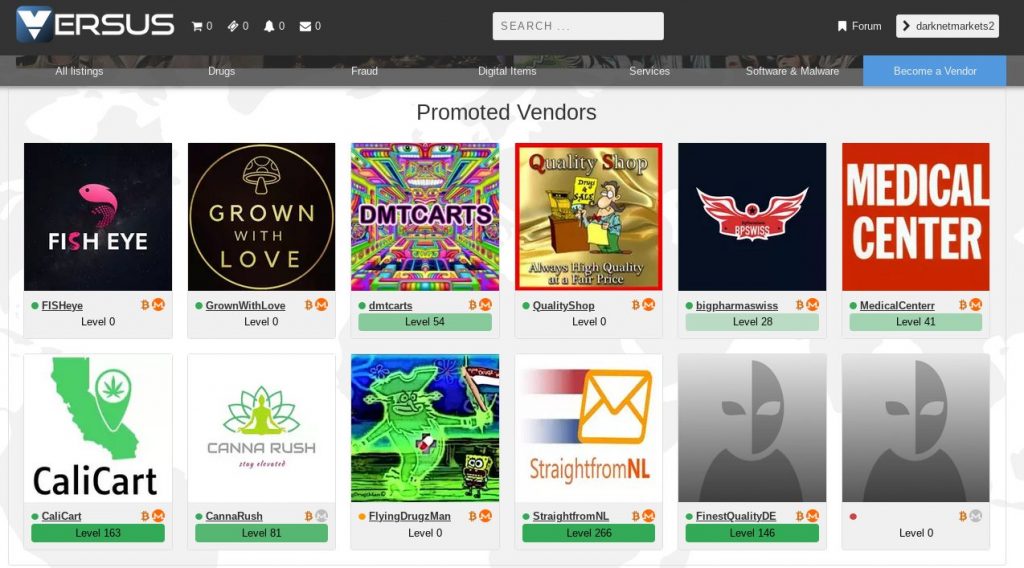 VERSUS
0 0 0 0
SEARCH ...
Forum
darknetmarkets2
All listings Drugs Fraud Digital Items Services Software & Malware Become a Vendor
Promoted Vendors
FISH EYE
GROWN
WITH
LOVE
DMTCARTS
Quality Shop
Drugs
4
SALE
Always High Quality
at a Fair Price
BPSWISS
MEDICAL
CENTER
FISHeye GrownWithLove dmtcarts QualityShop bigpharmaswiss MedicalCenterr
Level 0 Level 0 Level 54 Level 0 Level 28 Level 41
CaliCart
CANNA RUSH
stay elevated
StraightfromNL
CaliCart CannaRush FlyingDrugzMan StraightfromNL FinestQualityDE
Level 163 Level 81 Level 0 Level 266 Level 146 Level 0